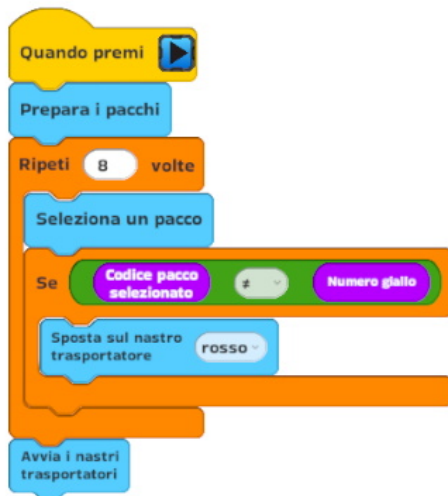 Quando premi
Prepara i pacchi
Ripeti 8 volte
Seleziona un pacco
Se Codice pacco selezionato ≠ Numero giallo
Sposta sul nastro trasportatore rosso
Avvia i nastri
trasportatori